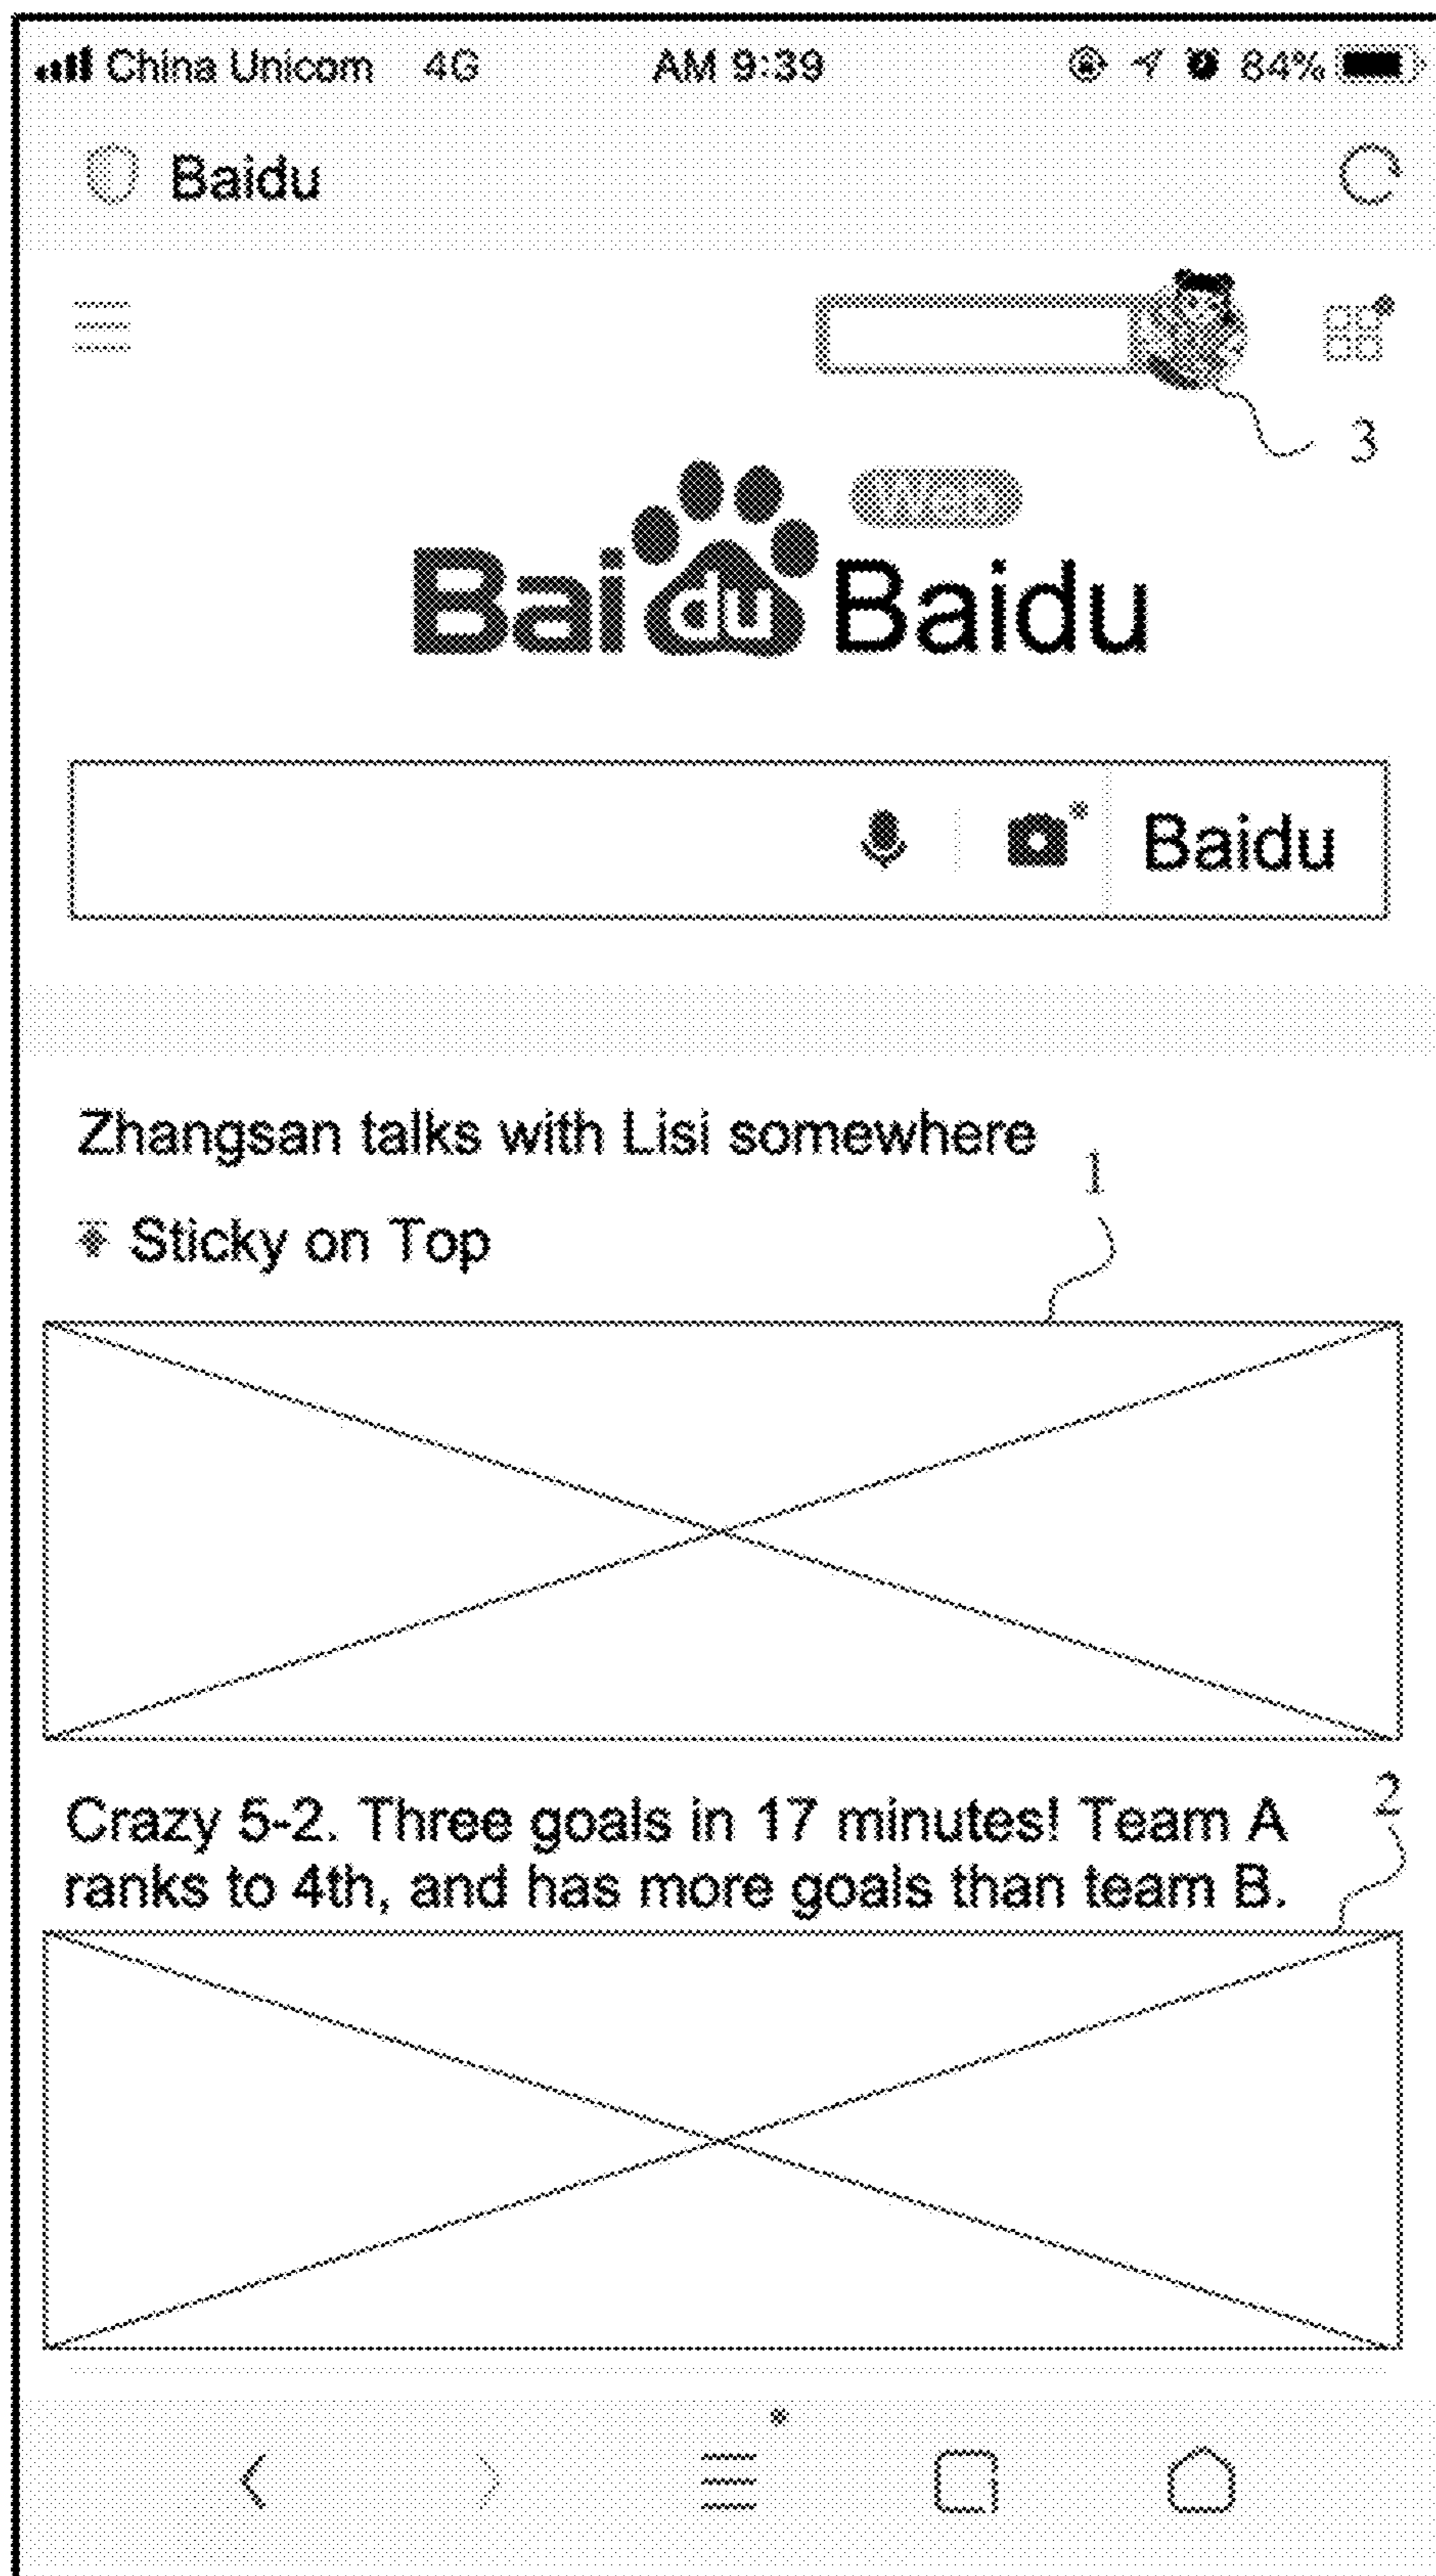 China Unicom 4G AM 9:39 84%
Baidu
3
Bai du Baidu
Baidu
Zhangsan talks with Lisi somewhere
1
Sticky on Top
Crazy 5-2. Three goals in 17 minutes! Team A
2
ranks to 4th, and has more goals than team B.